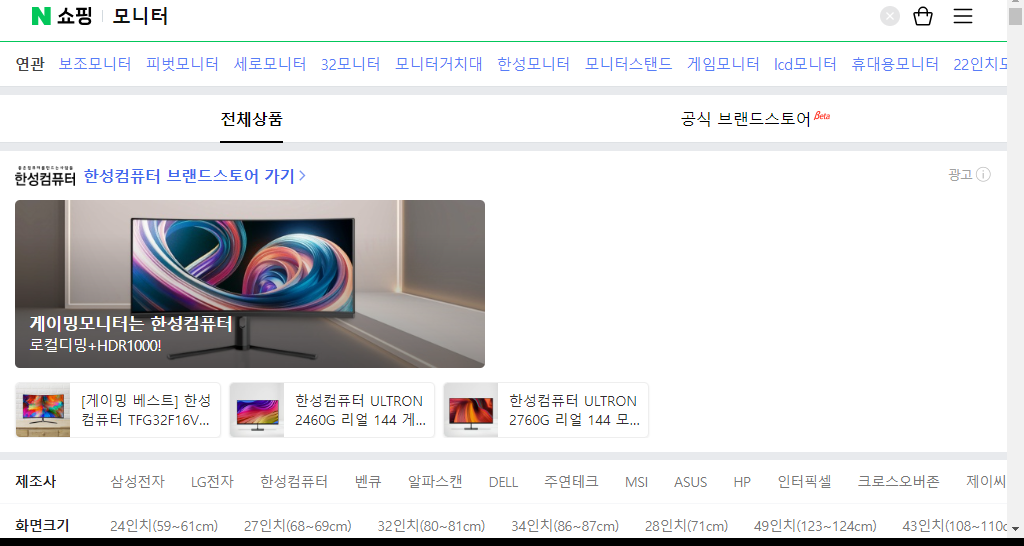 N 쇼핑 모니터
연관 보조모니터 피벗모니터 세로모니터 32모니터 모니터거치대 한성모니터 모니터스탠드 게임모니터 lcd모니터 휴대용모니터 22인치모
전체상품 공식 브랜드스토어 Beta
한성컴퓨터 한성컴퓨터 브랜드스토어 가기 광고
게이밍모니터는 한성컴퓨터
로컬디밍+HDR1000!
[게이밍 베스트] 한성
컴퓨터 TFG32F16V...
한성컴퓨터 ULTRON
2460G 리얼 144 게...
한성컴퓨터 ULTRON
2760G 리얼 144 모...
제조사 삼성전자 LG전자 한성컴퓨터 벤큐 알파스캔 DELL 주연테크 MSI ASUS HP 인터픽셀 크로스오버존 제이씨
화면크기 24인치(59~61cm) 27인치(68~69cm) 32인치(80~81cm) 34인치(86~87cm) 28인치(71cm) 49인치(123~124cm) 43인치(108~110c